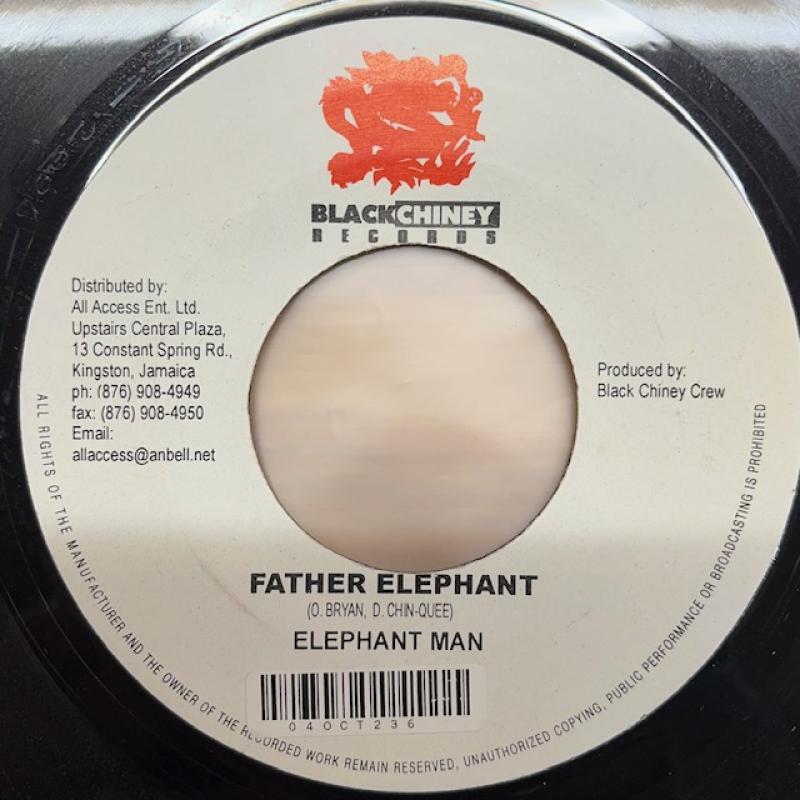 BLACKCHINEY
RECORDS
Distributed by:
All Access Ent. Ltd.
Upstairs Central Plaza,
13 Constant Spring Rd.,
Kingston, Jamaica
ph: (876) 908-4949
fax: (876) 908-4950
Email:
allaccess@anbell.net
Produced by:
Black Chiney Crew
FATHER ELEPHANT
(O. BRYAN, D. CHIN-QUEE)
ELEPHANT MAN
04OCT236
ALL RIGHTS OF THE MANUFACTURER AND THE OWNER OF THE RECORDED WORK REMAIN RESERVED, UNAUTHORIZED COPYING, PUBLIC PERFORMANCE OR BROADCASTING IS PROHIBITED